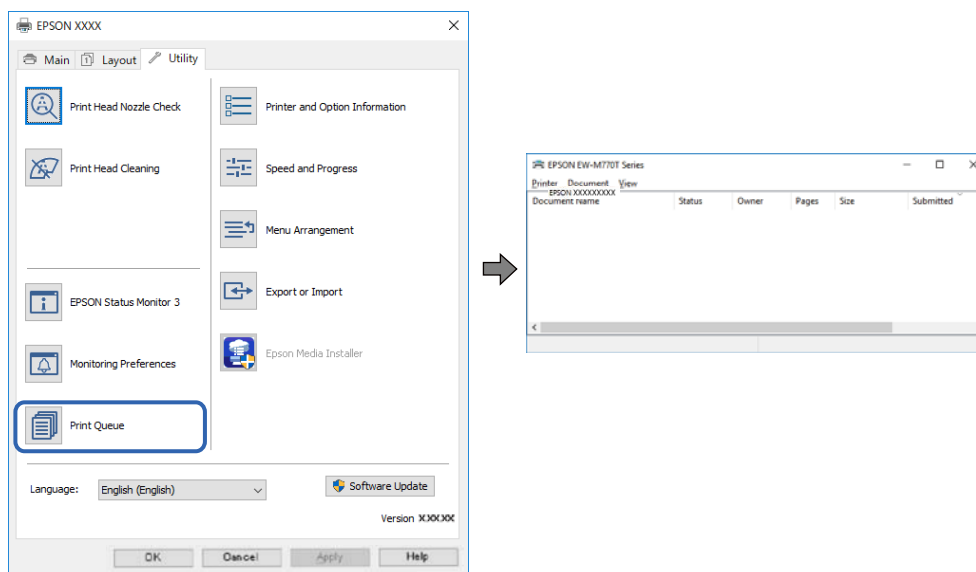 EPSON XXXX
Main Layout Utility
Print Head Nozzle Check
Print Head Cleaning
EPSON Status Monitor 3
Monitoring Preferences
Print Queue
Printer and Option Information
Speed and Progress
Menu Arrangement
Export or Import
Epson Media Installer
Language: English (English)
Software Update
Version X.XX.XX
OK Cancel Apply Help
EPSON EW-M770T Series
Printer Document View
EPSON XXXXXXXXX
Document Name Status Owner Pages Size Submitted